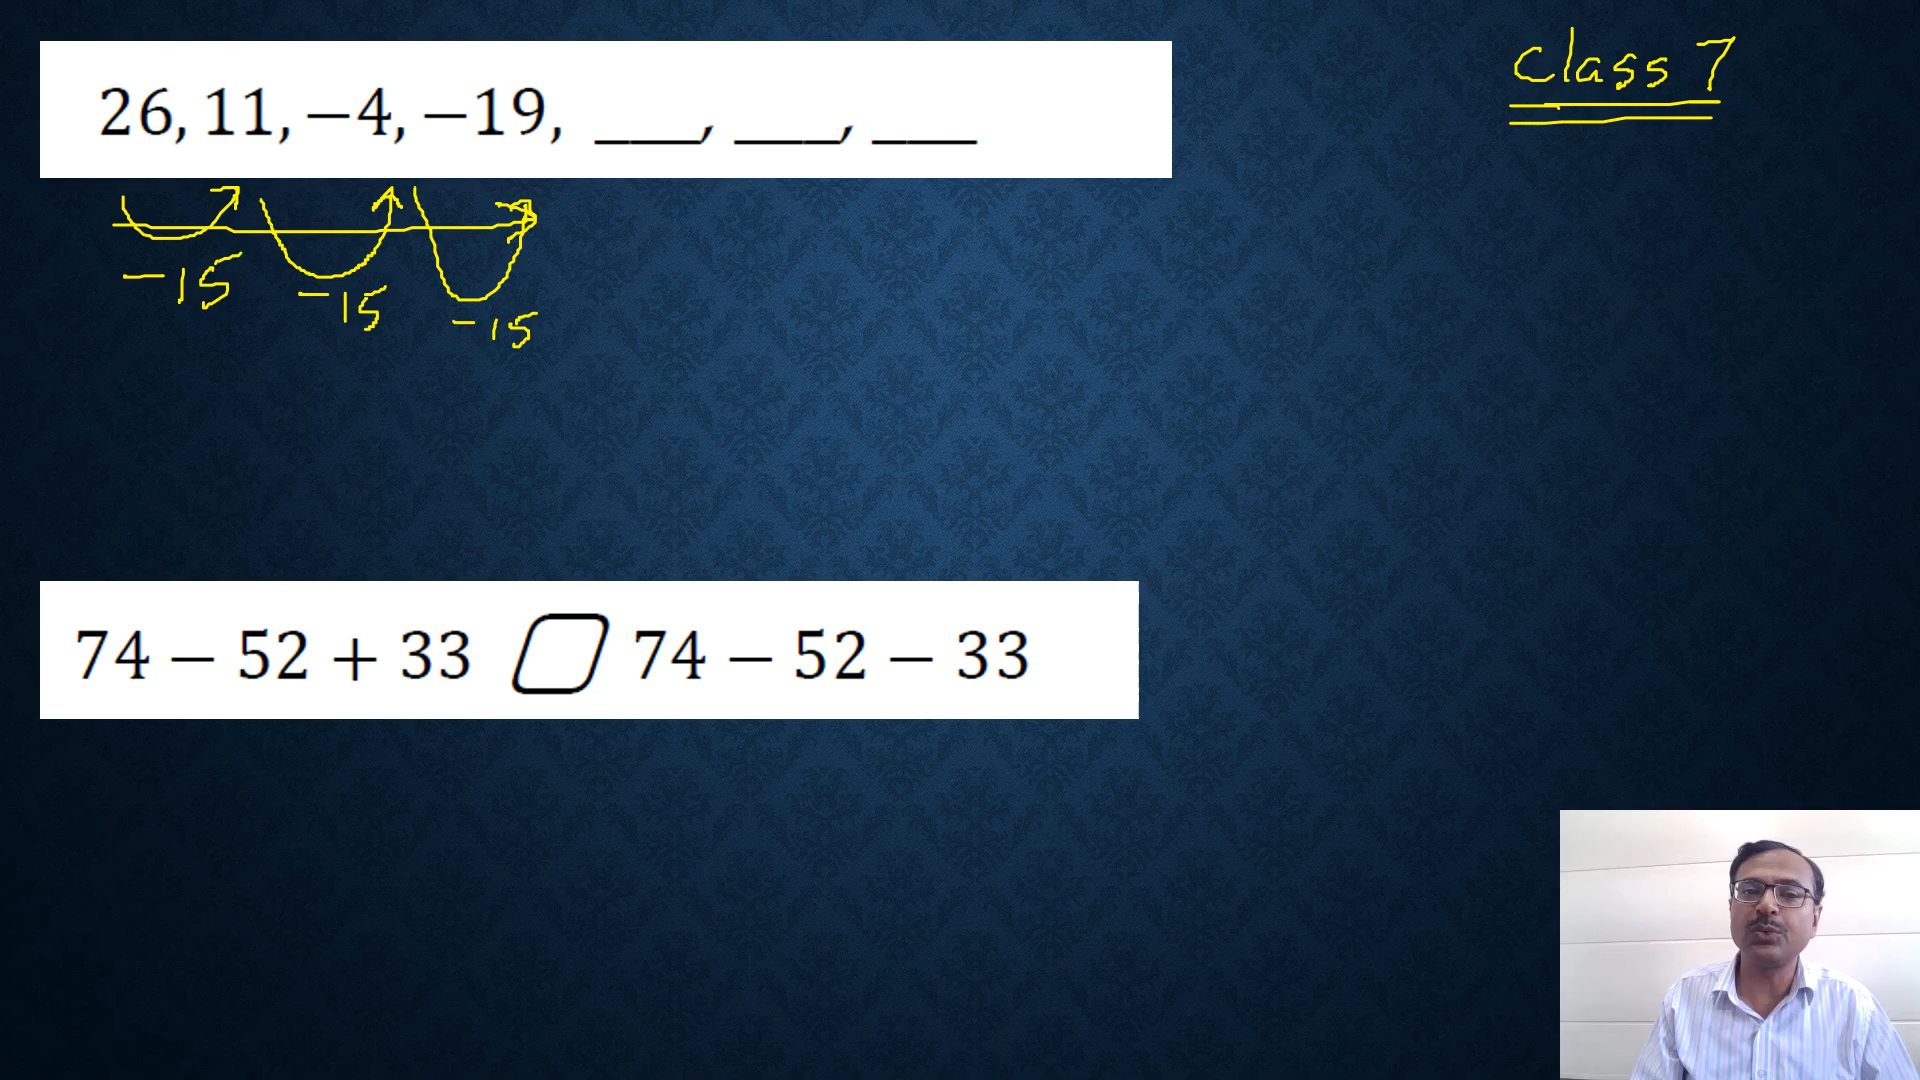 Class 7
26, 11, −4, −19, ___, ___, ___
−15 −15 −15
74 − 52 + 33 ▱ 74 − 52 − 33